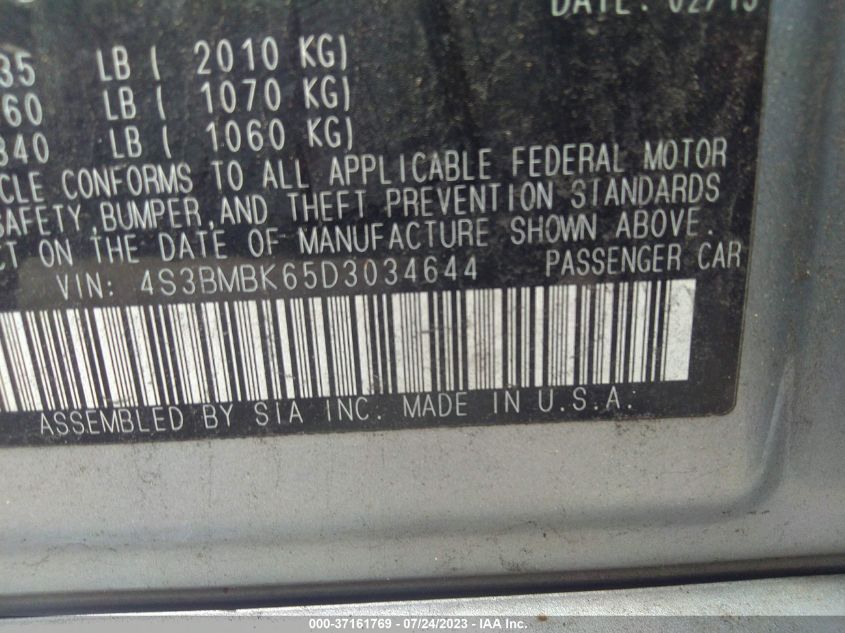 DATE: 02/13
35 LB ( 2010 KG)
60 LB ( 1070 KG)
340 LB ( 1060 KG)
CLE CONFORMS TO ALL APPLICABLE FEDERAL MOTOR
SAFETY, BUMPER, AND THEFT PREVENTION STANDARDS
CT ON THE DATE OF MANUFACTURE SHOWN ABOVE.
VIN: 4S3BMBK65D3034644 PASSENGER CAR
ASSEMBLED BY SIA INC. MADE IN U.S.A.
000-37161769 - 07/24/2023 - IAA Inc.